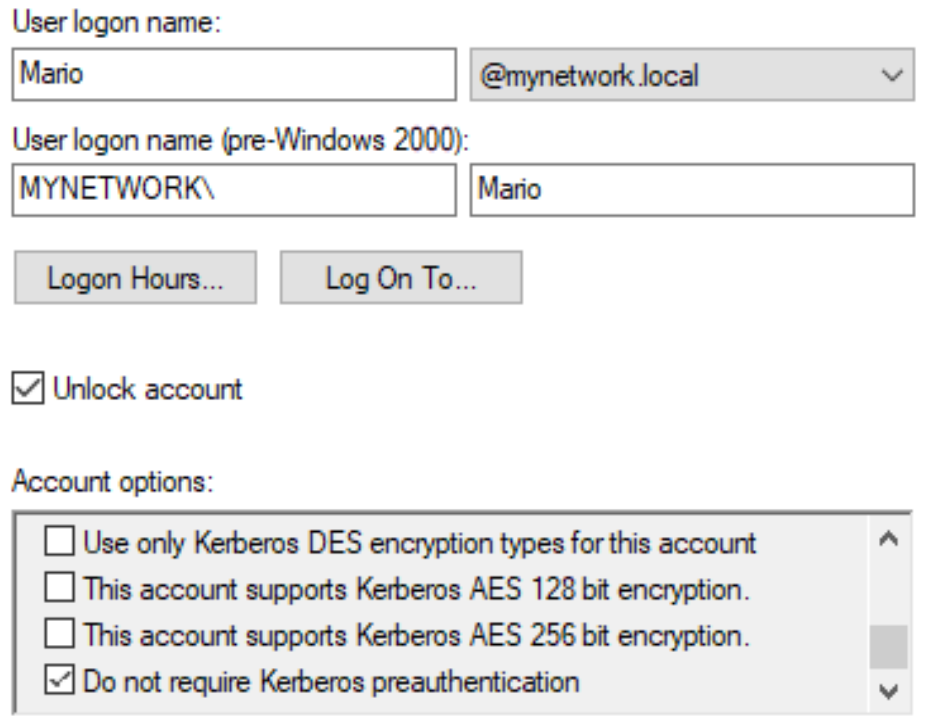 User logon name:
Mario @mynetwork.local
User logon name (pre-Windows 2000):
MYNETWORK\ Mario
Logon Hours... Log On To...
Unlock account
Account options:
Use only Kerberos DES encryption types for this account
This account supports Kerberos AES 128 bit encryption.
This account supports Kerberos AES 256 bit encryption.
Do not require Kerberos preauthentication